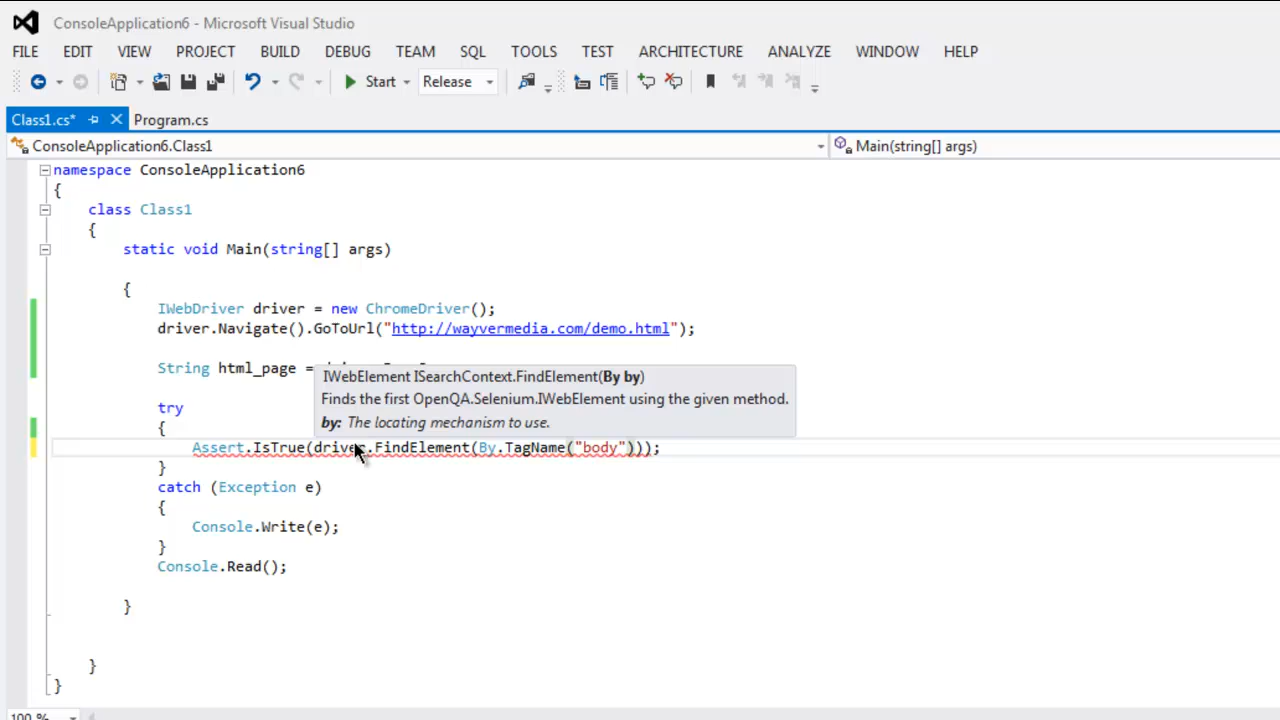 ConsoleApplication6 - Microsoft Visual Studio
FILE EDIT VIEW PROJECT BUILD DEBUG TEAM SQL TOOLS TEST ARCHITECTURE ANALYZE WINDOW HELP
Start Release
Class1.cs* Program.cs
ConsoleApplication6.Class1 Main(string[] args)
namespace ConsoleApplication6
{
class Class1
{
static void Main(string[] args)
{
IWebDriver driver = new ChromeDriver();
driver.Navigate().GoToUrl("http://wayvermedia.com/demo.html");
String html_page =
IWebElement ISearchContext.FindElement(By by)
Finds the first OpenQA.Selenium.IWebElement using the given method.
by: The locating mechanism to use.
try
{
Assert.IsTrue(driver.FindElement(By.TagName("body")));
}
catch (Exception e)
{
Console.Write(e);
}
Console.Read();
}
}
}
100 %